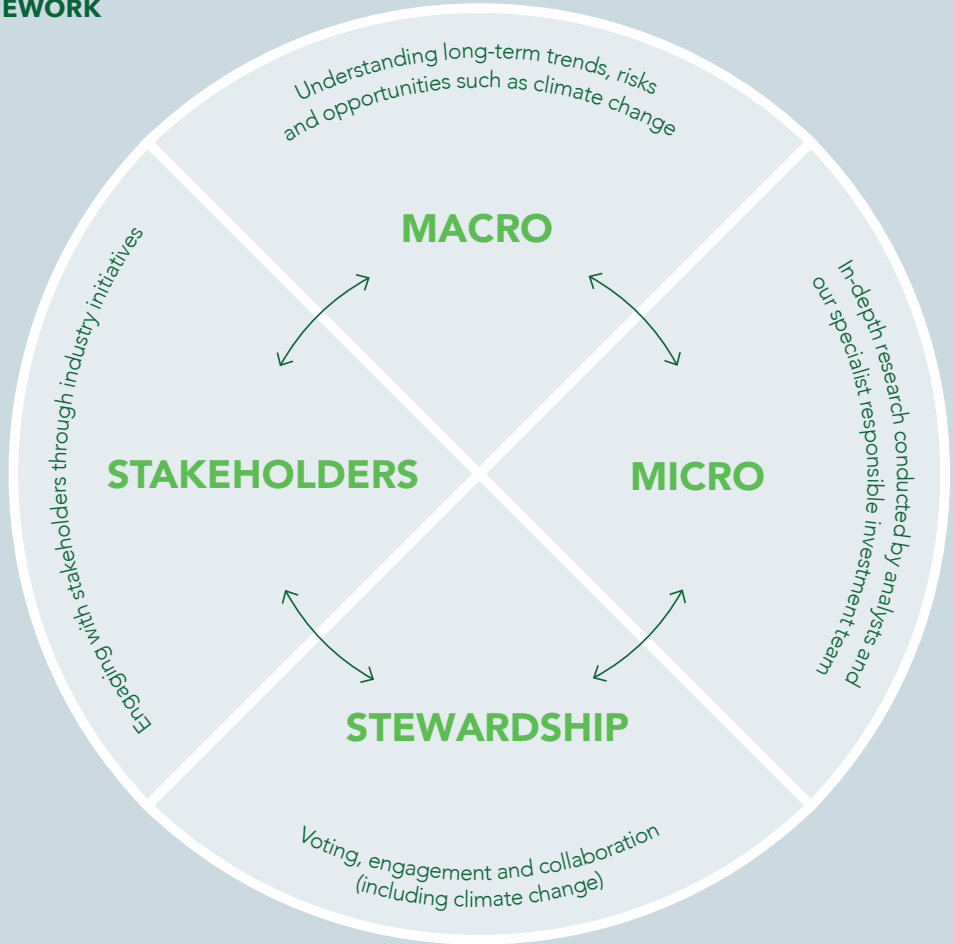 EWORK
Understanding long-term trends, risks
and opportunities such as climate change
MACRO
In-depth research conducted by analysts and
our specialist responsible investment team
MICRO
STAKEHOLDERS
Engaging with stakeholders through industry initiatives
STEWARDSHIP
Voting, engagement and collaboration
(including climate change)